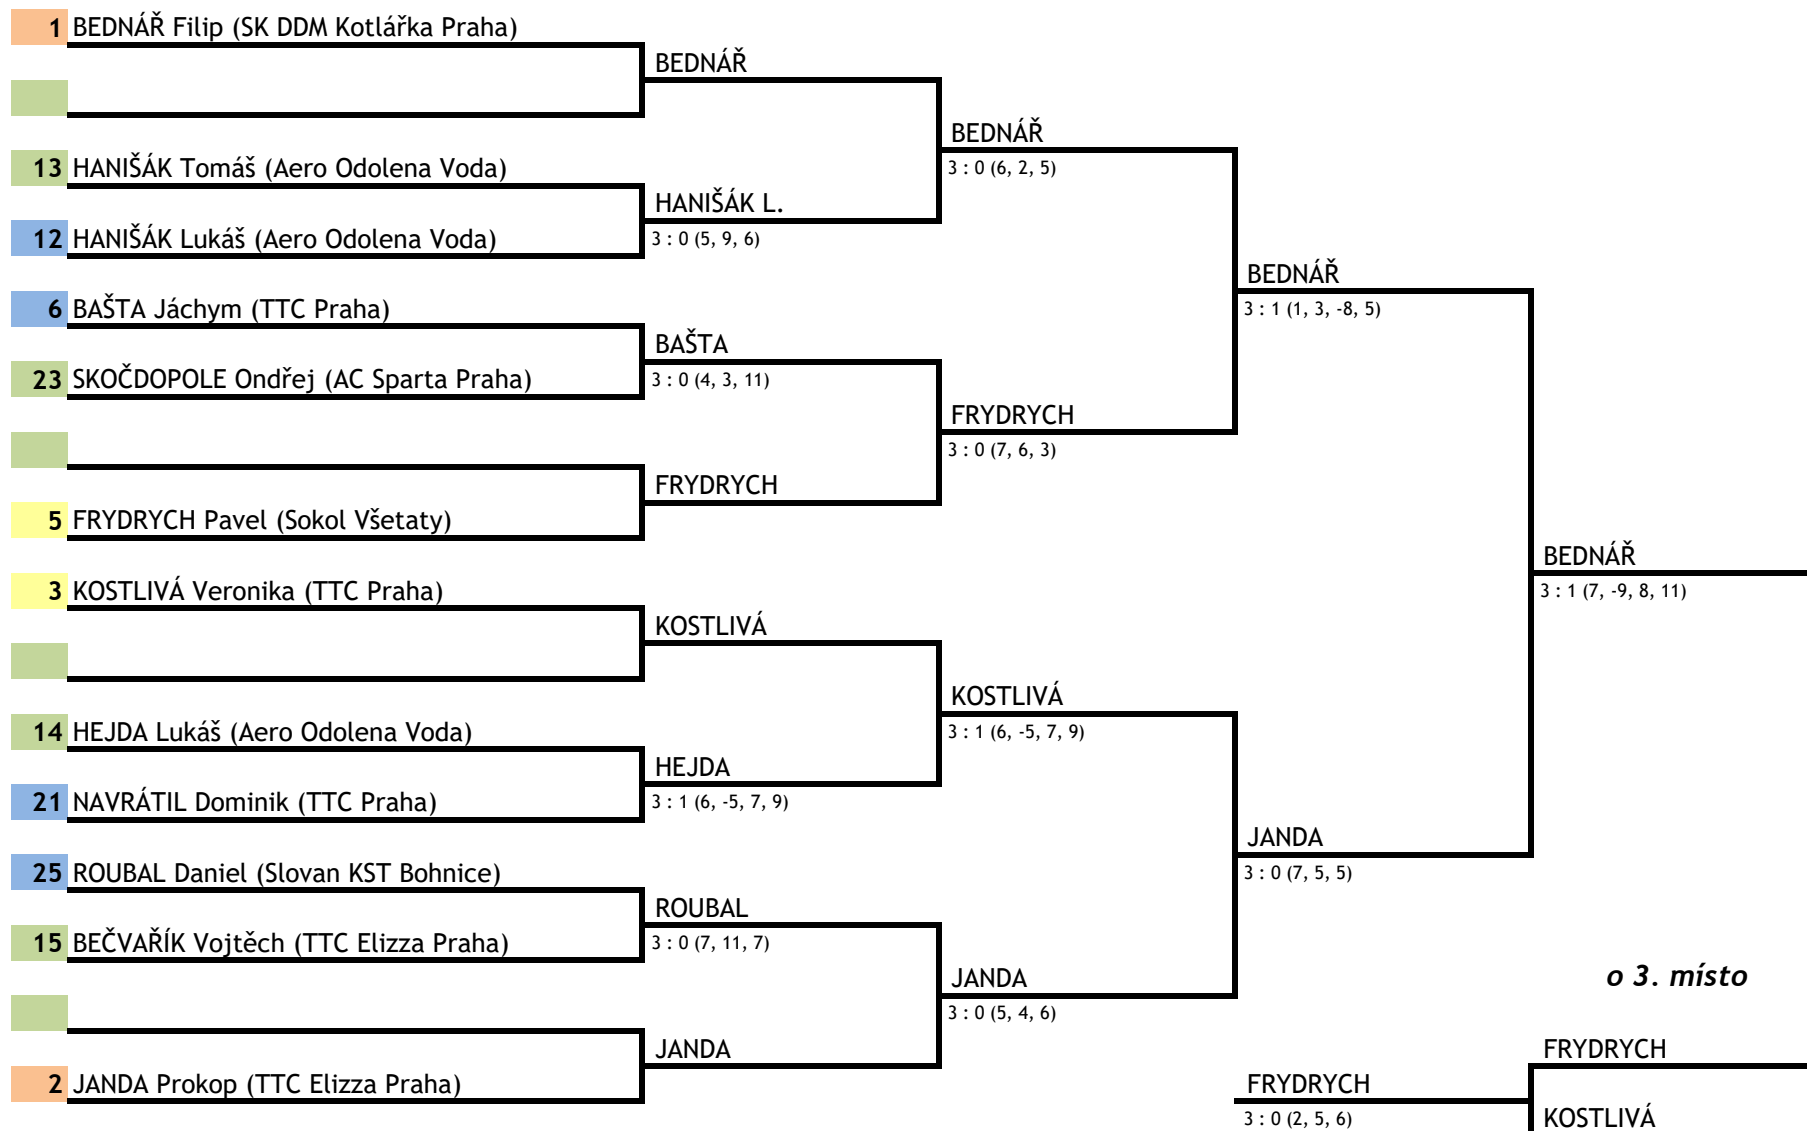 1 BEDNÁŘ Filip (SK DDM Kotlářka Praha)
BEDNÁŘ
BEDNÁŘ
3 : 0 (6, 2, 5)
13 HANIŠÁK Tomáš (Aero Odolena Voda)
HANIŠÁK L.
3 : 0 (5, 9, 6)
12 HANIŠÁK Lukáš (Aero Odolena Voda)
BEDNÁŘ
3 : 1 (1, 3, -8, 5)
6 BAŠTA Jáchym (TTC Praha)
BAŠTA
3 : 0 (4, 3, 11)
23 SKOČDOPOLE Ondřej (AC Sparta Praha)
FRYDRYCH
3 : 0 (7, 6, 3)
FRYDRYCH
5 FRYDRYCH Pavel (Sokol Všetaty)
BEDNÁŘ
3 : 1 (7, -9, 8, 11)
3 KOSTLIVÁ Veronika (TTC Praha)
KOSTLIVÁ
KOSTLIVÁ
3 : 1 (6, -5, 7, 9)
14 HEJDA Lukáš (Aero Odolena Voda)
HEJDA
3 : 1 (6, -5, 7, 9)
21 NAVRÁTIL Dominik (TTC Praha)
JANDA
3 : 0 (7, 5, 5)
25 ROUBAL Daniel (Slovan KST Bohnice)
ROUBAL
3 : 0 (7, 11, 7)
15 BEČVAŘÍK Vojtěch (TTC Elizza Praha)
JANDA
3 : 0 (5, 4, 6)
o 3. místo
JANDA
2 JANDA Prokop (TTC Elizza Praha)
FRYDRYCH
FRYDRYCH
3 : 0 (2, 5, 6)
KOSTLIVÁ